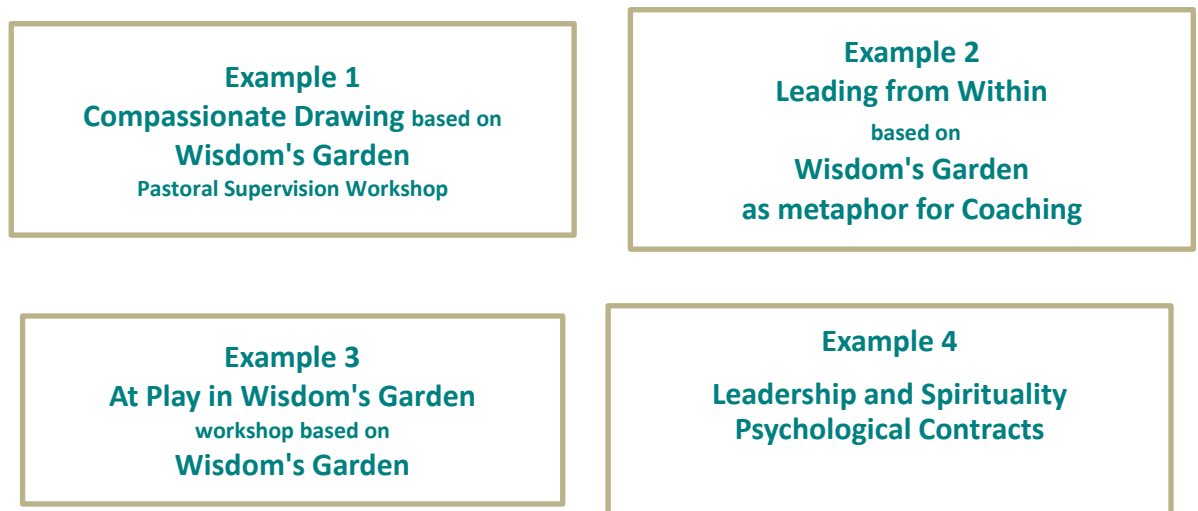 Example 1
Compassionate Drawing based on
Wisdom's Garden
Pastoral Supervision Workshop
Example 2
Leading from Within
based on
Wisdom's Garden
as metaphor for Coaching
Example 3
At Play in Wisdom's Garden
workshop based on
Wisdom's Garden
Example 4
Leadership and Spirituality
Psychological Contracts